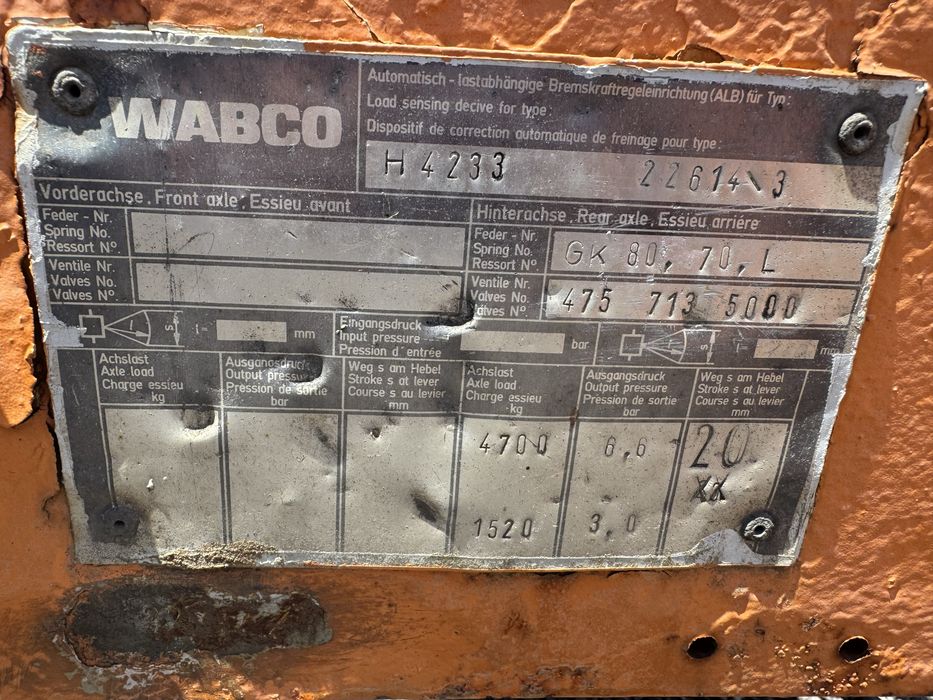 WABCO
Automatisch - lastabhängige Bremskraftregeleinrichtung (ALB) für Typ:
Load sensing decive for type:
Dispositif de correction automatique de freinage pour type:
H 4233 22614\3
Vorderachse, Front axle, Essieu avant
Feder - Nr.
Spring No.
Ressort Nº
Ventile Nr.
Valves No.
Valves Nº
Hinterachse, Rear axle, Essieu arrière
Feder - Nr.
Spring No.
Ressort Nº
GK 80, 70, L
Ventile Nr.
Valves No.
Valves Nº
475 713 5000
i= mm
Eingangsdruck
Input pressure
Pression d'entrée
bar
mm
Achslast
Axle load
Charge essieu
kg
Ausgangsdruck
Output pressure
Pression de sortie
bar
Weg s am Hebel
Stroke s at lever
Course s au levier
mm
Achslast
Axle load
Charge essieu
kg
Ausgangsdruck
Output pressure
Pression de sortie
bar
Weg s am Hebel
Stroke s at lever
Course s au levier
mm
4700 6,6 20
XX
1520 3,0